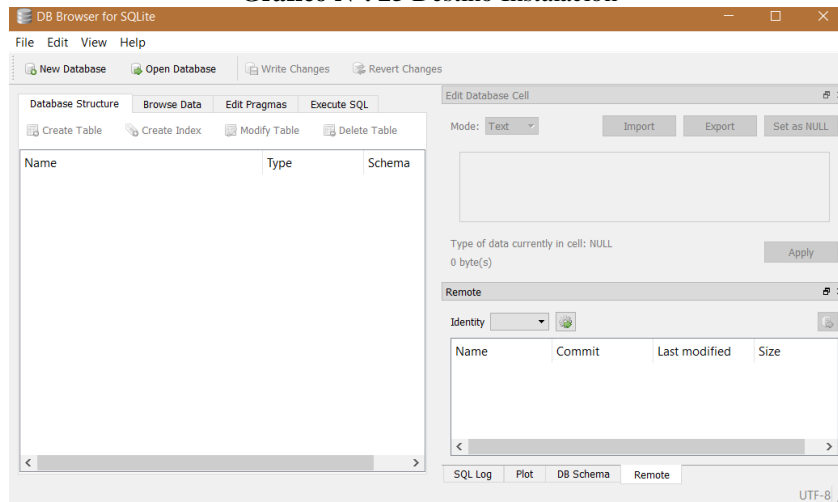 DB Browser for SQLite
File Edit View Help
New Database Open Database Write Changes Revert Changes
Database Structure Browse Data Edit Pragmas Execute SQL
Create Table Create Index Modify Table Delete Table
Name Type Schema
Edit Database Cell
Mode: Text Import Export Set as NULL
Type of data currently in cell: NULL
0 byte(s)
Apply
Remote
Identity
Name Commit Last modified Size
SQL Log Plot DB Schema Remote
UTF-8